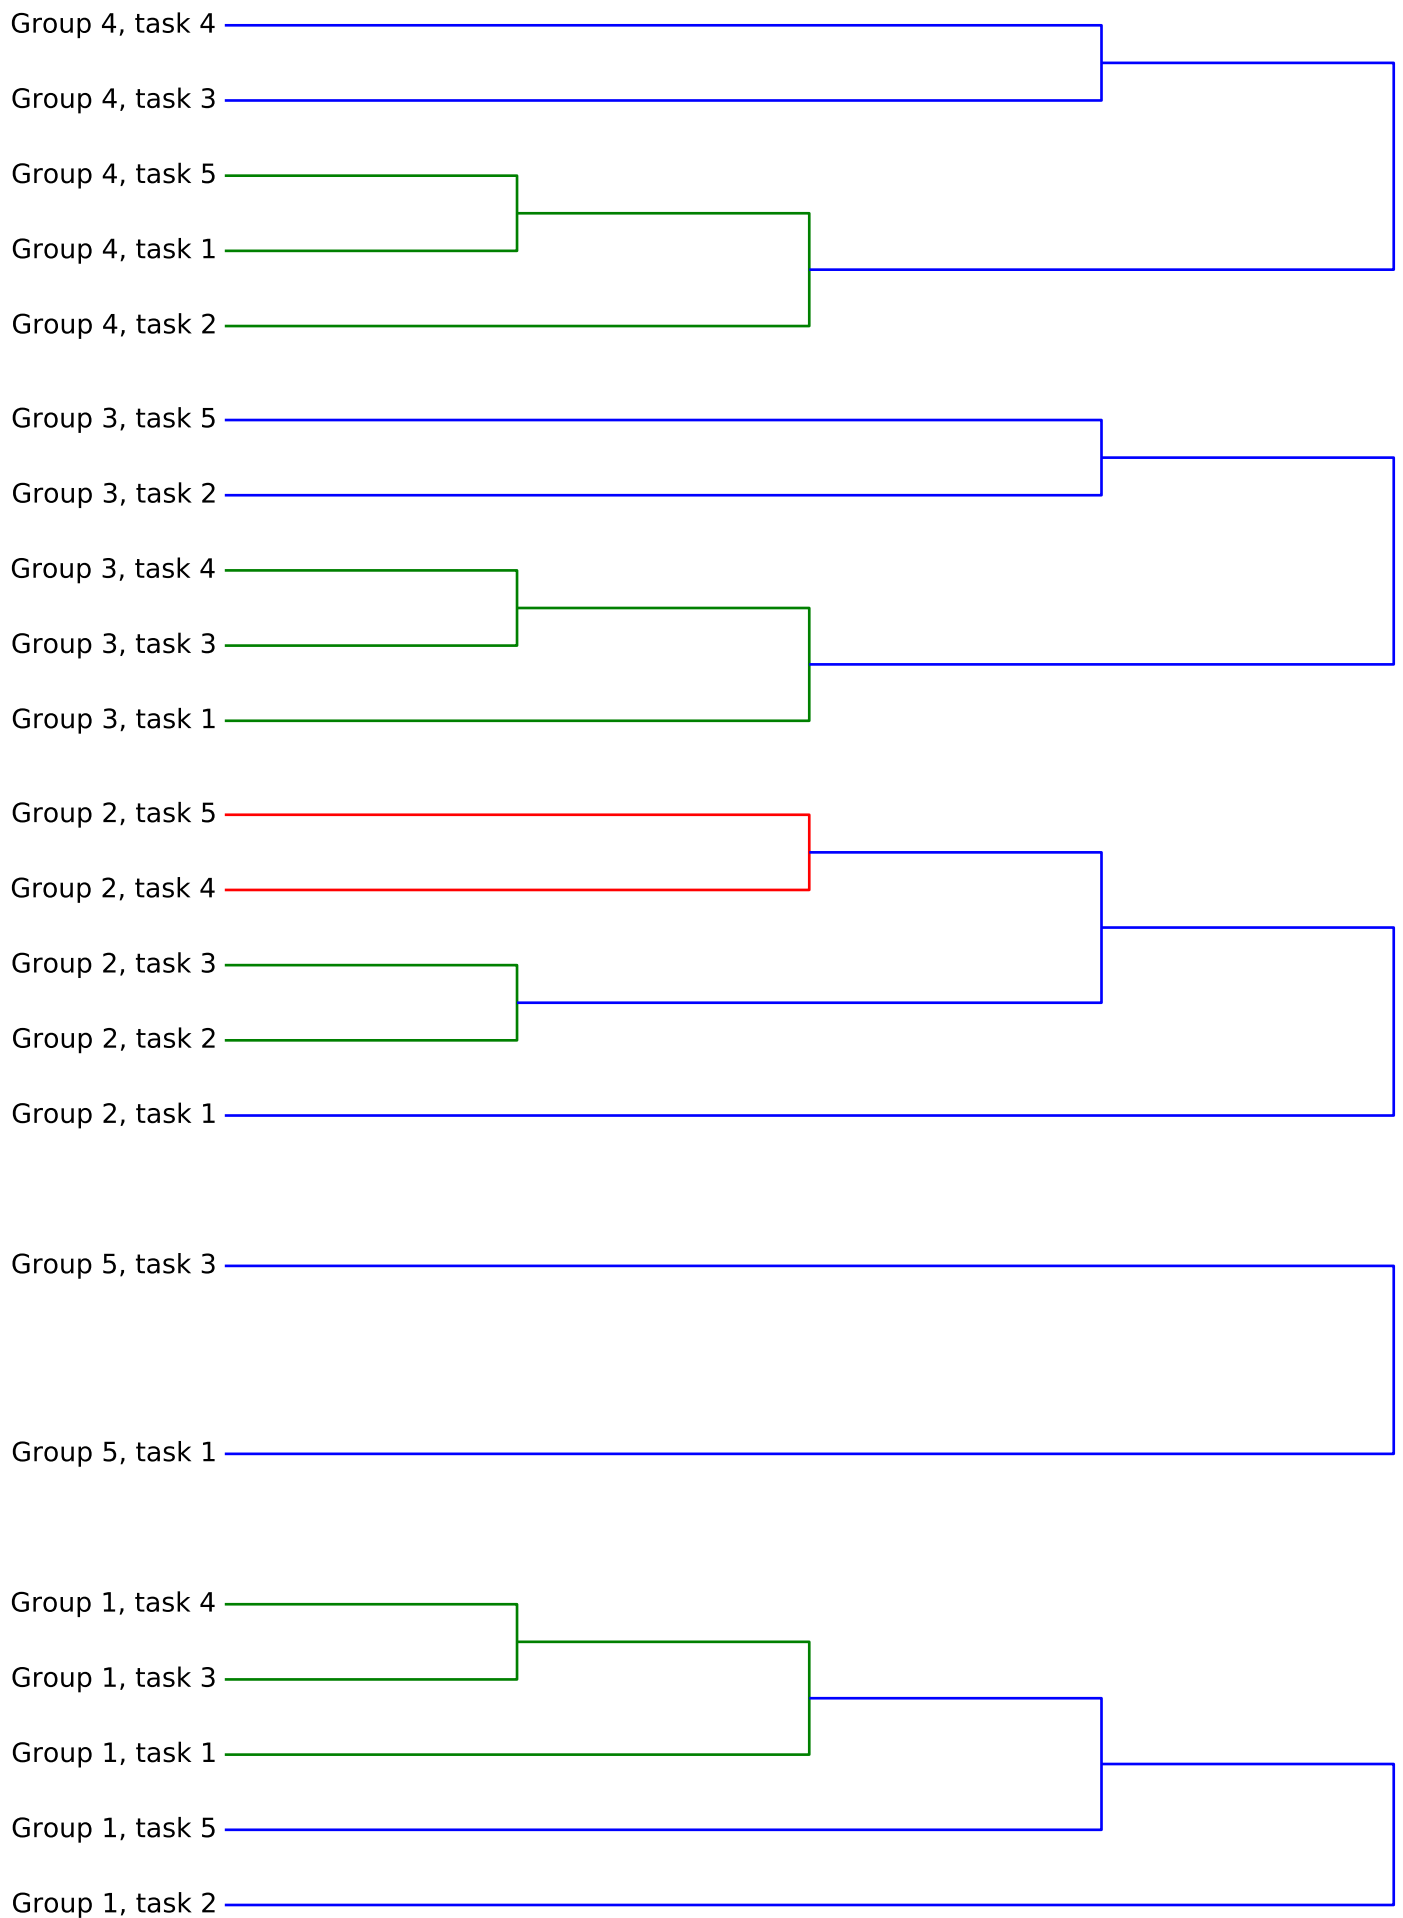 Group 4, task 4
Group 4, task 3
Group 4, task 5
Group 4, task 1
Group 4, task 2
Group 3, task 5
Group 3, task 2
Group 3, task 4
Group 3, task 3
Group 3, task 1
Group 2, task 5
Group 2, task 4
Group 2, task 3
Group 2, task 2
Group 2, task 1
Group 5, task 3
Group 5, task 1
Group 1, task 4
Group 1, task 3
Group 1, task 1
Group 1, task 5
Group 1, task 2